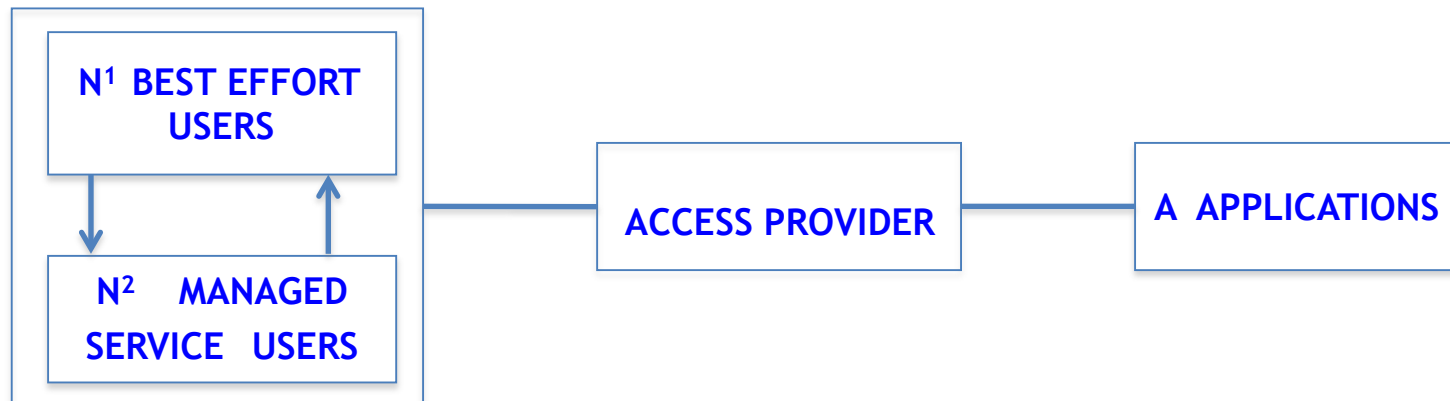 N¹ BEST EFFORT
USERS
N² MANAGED
SERVICE USERS
ACCESS PROVIDER
A APPLICATIONS